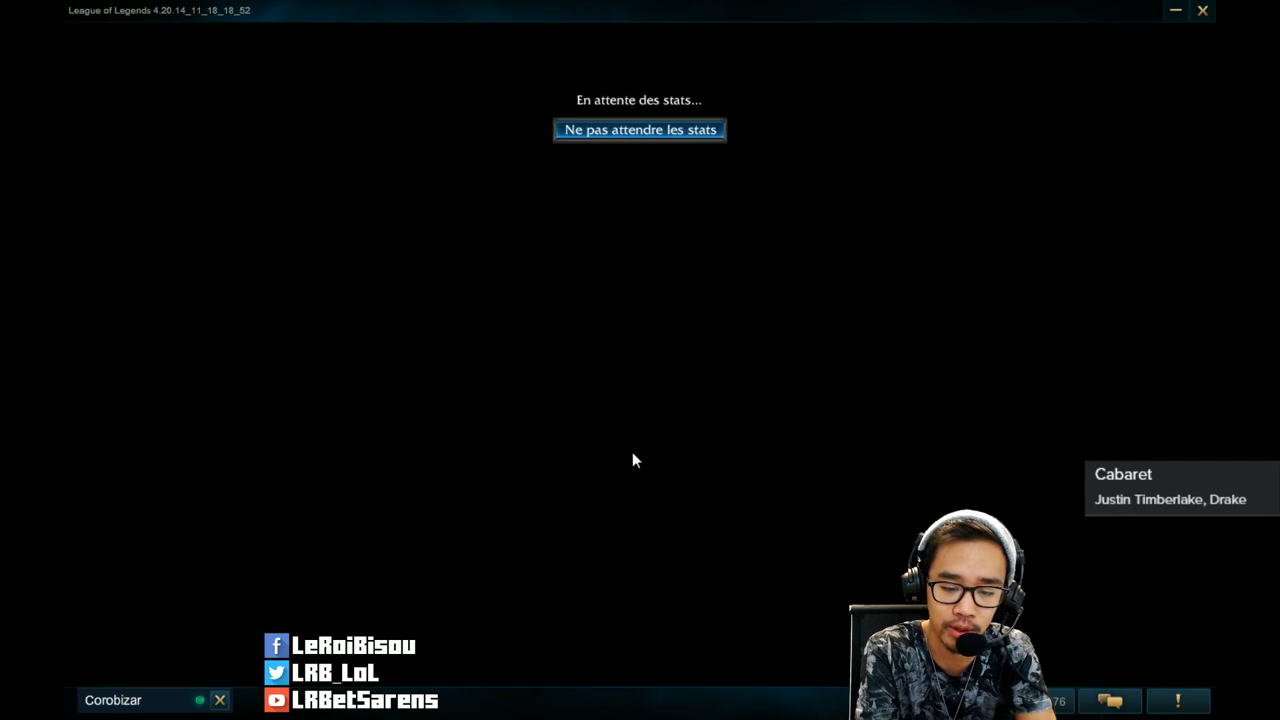 League of Legends 4.20.14_11_18_18_52
En attente des stats...
Ne pas attendre les stats
Cabaret
Justin Timberlake, Drake
LeRoiBisou
LRB_LoL
LRBetSarens
Corobizar
76